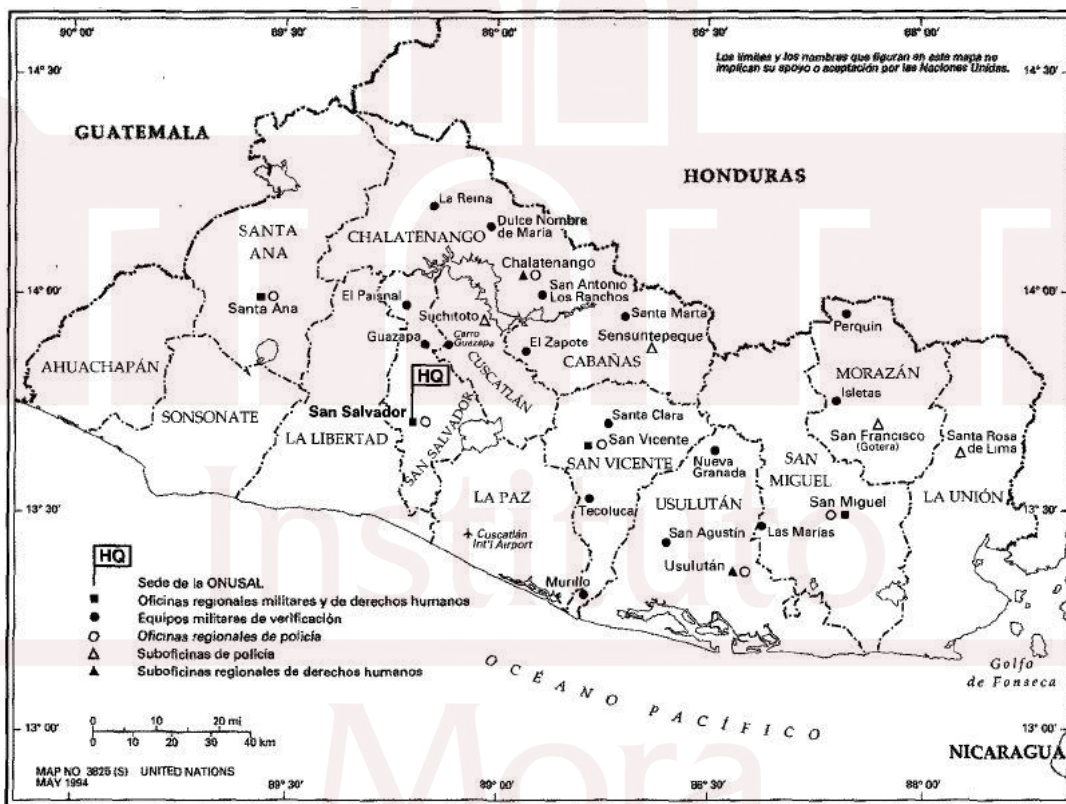 90° 00'
89° 30'
89° 00'
88° 30'
88° 00'
Los límites y los nombres que figuran en este mapa no
implican su apoyo o aceptación por las Naciones Unidas.
14° 30'
14° 30'
GUATEMALA
HONDURAS
La Reina
Dulce Nombre
de María
SANTA
ANA
CHALATENANGO
Chalatenango
14° 00'
14° 00'
San Antonio
Los Ranchos
El Paisnal
Santa Ana
Suchitoto
Santa Marta
Perquín
Guazapa
Sensuntepeque
El Zapote
CABAÑAS
AHUACHAPÁN
CUSCATLÁN
MORAZÁN
Isletas
HQ
San Salvador
SONSONATE
LA LIBERTAD
SAN SALVADOR
Santa Clara
San Vicente
SAN VICENTE
San Francisco
(Gotera)
Santa Rosa
de Lima
Nueva
Granada
SAN
MIGUEL
LA PAZ
USULUTÁN
LA UNIÓN
13° 30'
13° 30'
Tecoluca
San Miguel
Cuscatlán
Int'l Airport
San Agustín
Las Marías
Usulután
Murillo
HQ
Sede de la ONUSAL
Oficinas regionales militares y de derechos humanos
Equipos militares de verificación
Oficinas regionales de policía
Suboficinas de policía
Suboficinas regionales de derechos humanos
OCÉANO PACÍFICO
Golfo
de Fonseca
0 10 20 mi
0 10 20 30 40 km
13° 00'
13° 00'
NICARAGUA
MAP NO 3825 (S) UNITED NATIONS
MAY 1994
89° 30'
89° 00'
88° 30'
88° 00'
Instituto
Mora